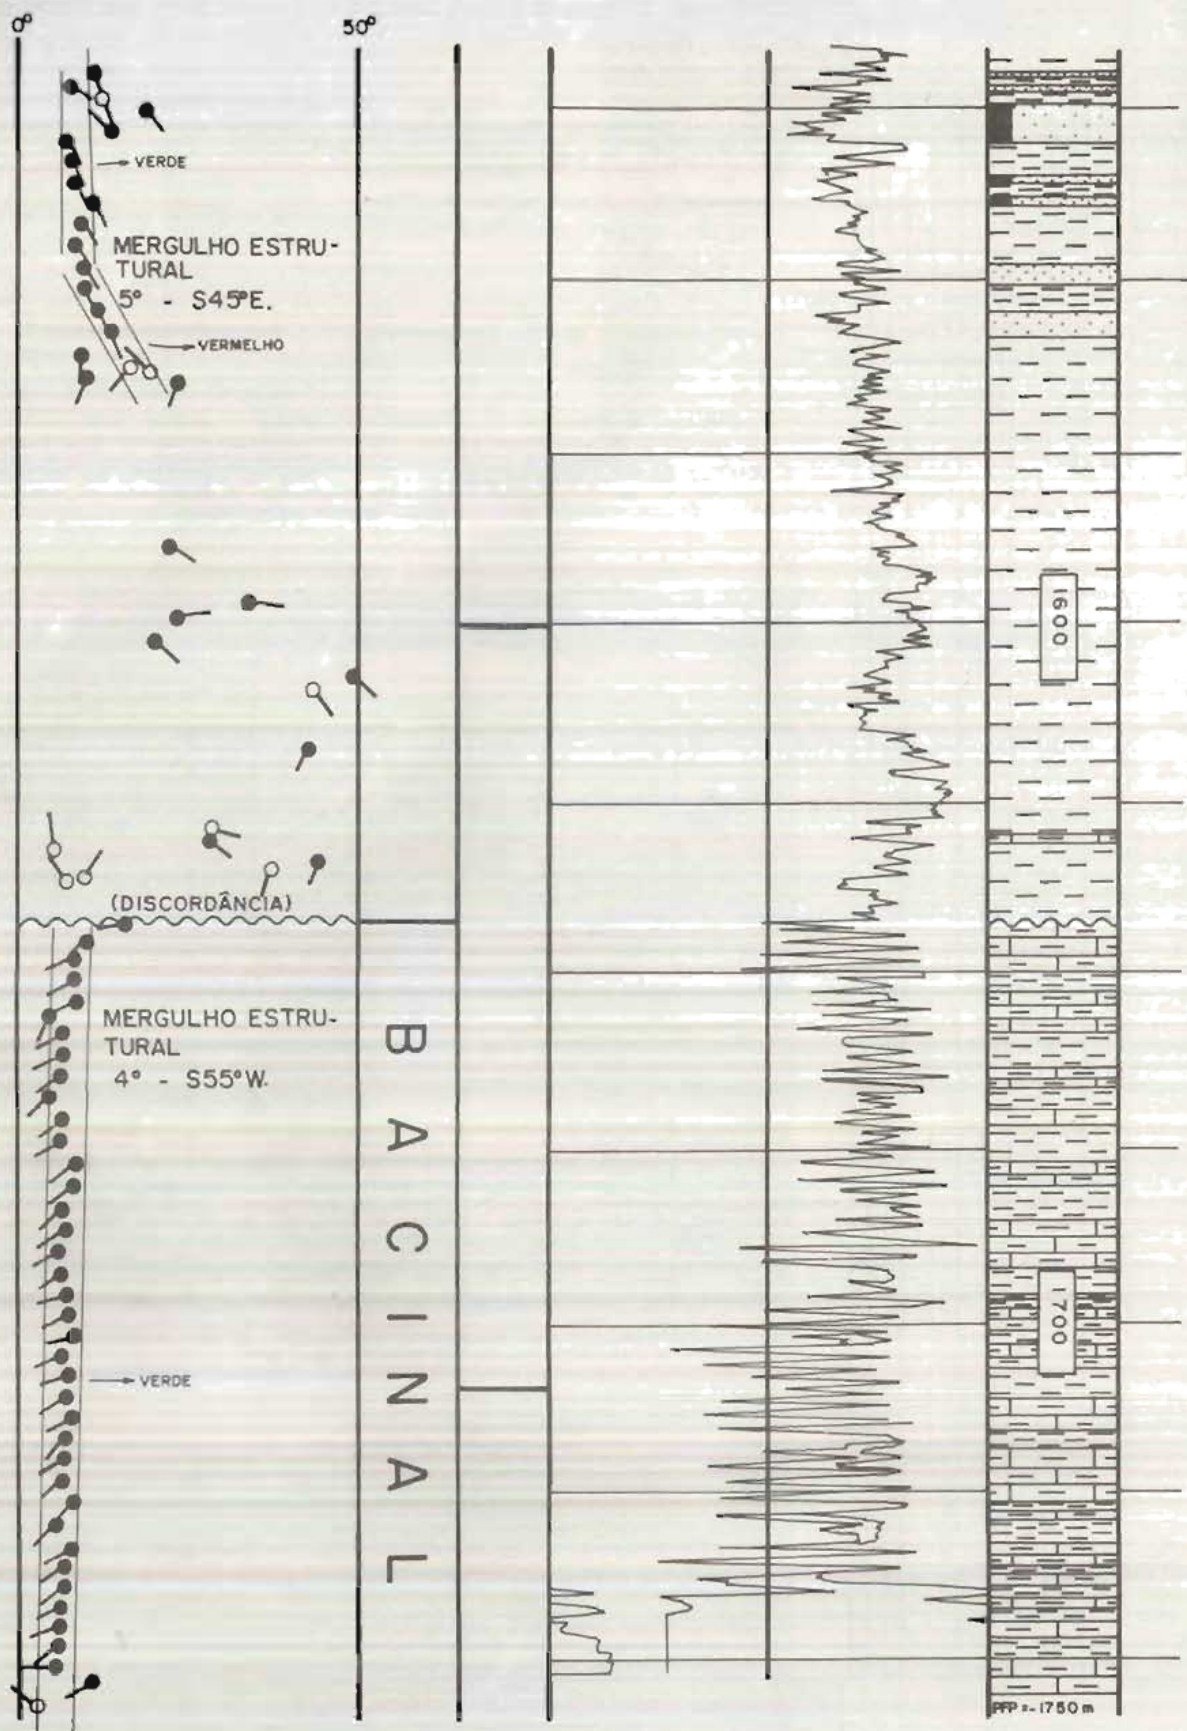 0° 50°
→ VERDE
MERGULHO ESTRU-
TURAL
5° - S45°E.
→ VERMELHO
1600
(DISCORDÂNCIA)
MERGULHO ESTRU-
TURAL
4° - S55°W.
BACINAL
1700
→ VERDE
PFP =-1750 m